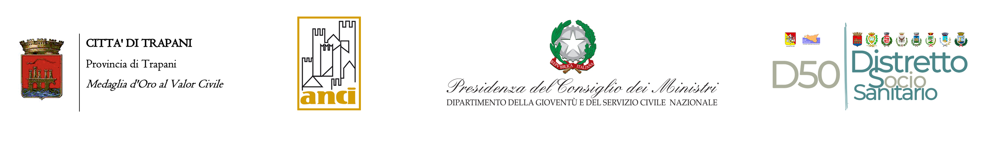 CITTA' DI TRAPANI
Provincia di Trapani
Medaglia d'Oro al Valor Civile
anci
REPVBBLICA ITALIANA
Presidenza del Consiglio dei Ministri
DIPARTIMENTO DELLA GIOVENTÙ E DEL SERVIZIO CIVILE NAZIONALE
D50
Distretto
Socio
Sanitario